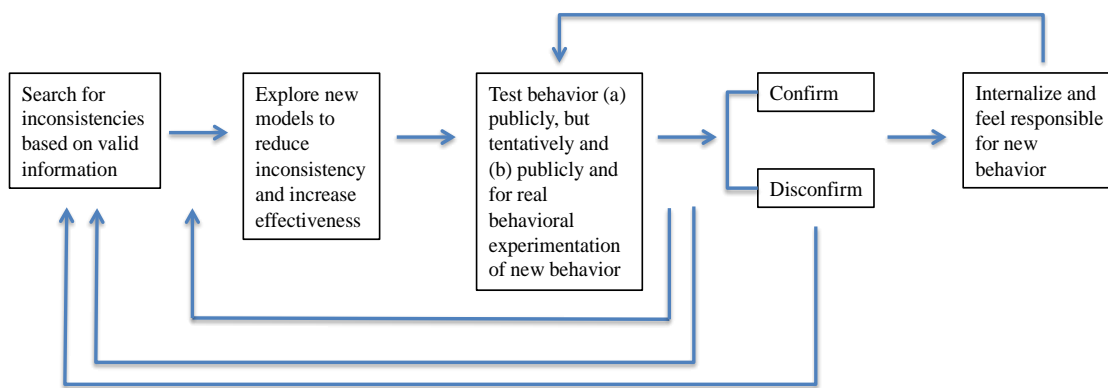 Search for
inconsistencies
based on valid
information
Explore new
models to
reduce
inconsistency
and increase
effectiveness
Test behavior (a)
publicly, but
tentatively and
(b) publicly and
for real
behavioral
experimentation
of new behavior
Confirm
Disconfirm
Internalize and
feel responsible
for new
behavior